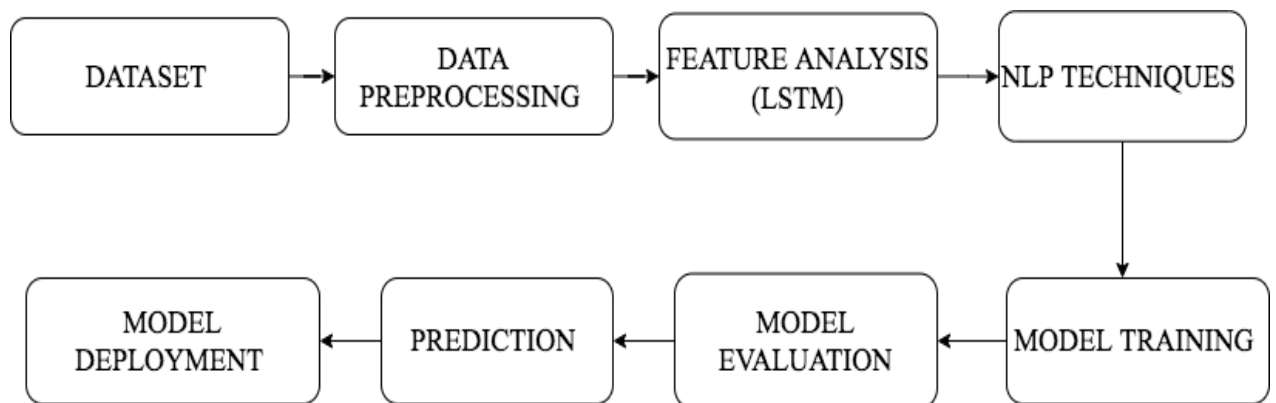 DATASET
DATA
PREPROCESSING
FEATURE ANALYSIS
(LSTM)
NLP TECHNIQUES
MODEL TRAINING
MODEL
EVALUATION
PREDICTION
MODEL
DEPLOYMENT